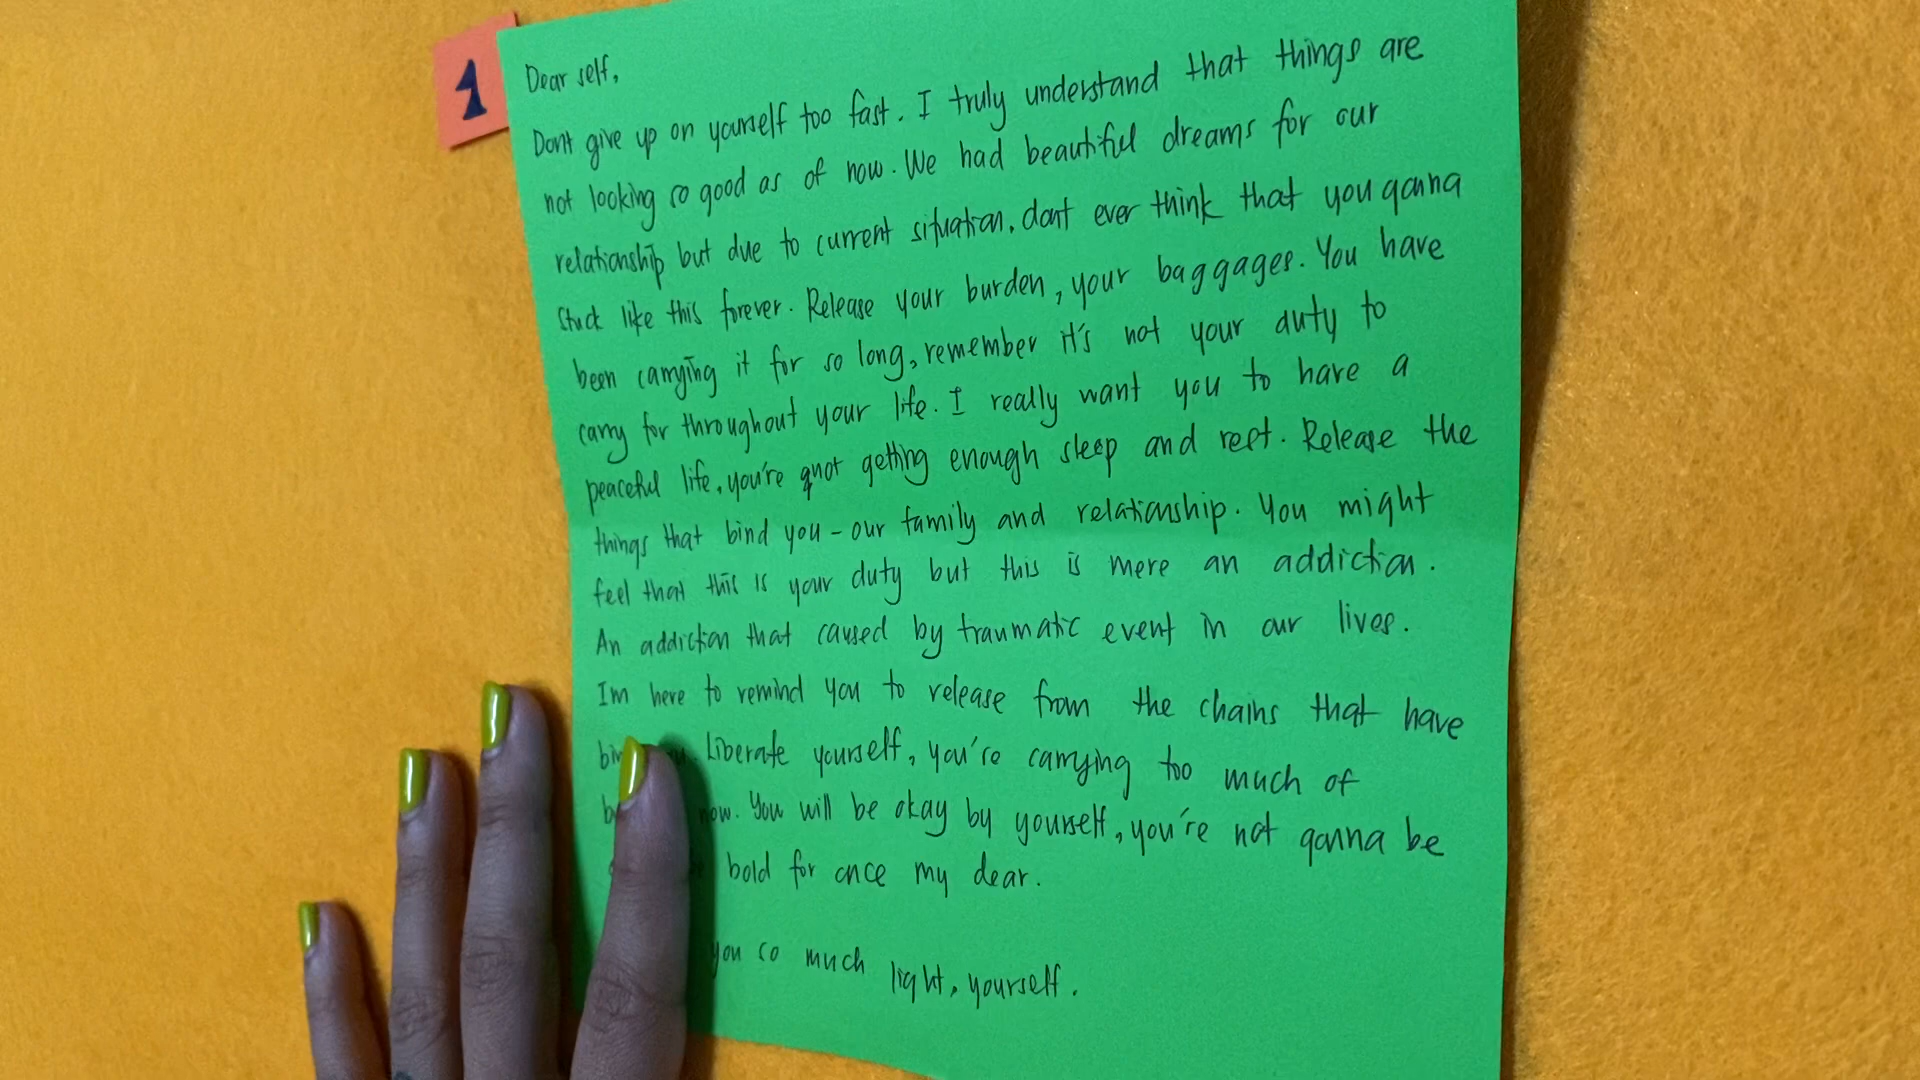 1
Dear self,
Dont give up on yourself too fast. I truly understand that things are
not looking so good as of now. We had beautiful dreams for our
relationship but due to current situation, dont ever think that you gonna
stuck like this forever. Release your burden, your baggages. You have
been carrying it for so long, remember it's not your duty to
carry for throughout your life. I really want you to have a
peaceful life, you're not getting enough sleep and rest. Release the
things that bind you - our family and relationship. You might
feel that this is your duty but this is mere an addiction.
An addiction that caused by traumatic event in our lives.
Im here to remind you to release from the chains that have
Liberate yourself, you're carrying too much of
now. You will be okay by yourself, you're not gonna be
bold for once my dear.
you so much light, yourself.